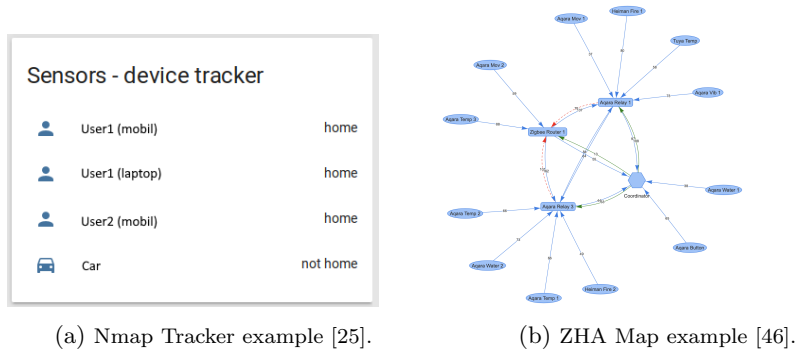 Sensors - device tracker
User1 (mobil) home
User1 (laptop) home
User2 (mobil) home
Car not home
Heiman Fire 1
Aqara Mov 1
Tuya Temp
Aqara Mov 2
Aqara Vib 1
Aqara Relay 1
Aqara Temp 3
Zigbee Router 1
Coordinator
Aqara Water 1
Aqara Temp 2
Aqara Relay 3
Aqara Button
Aqara Water 2
Heiman Fire 2
Aqara Temp 1
(a) Nmap Tracker example [25].
(b) ZHA Map example [46].